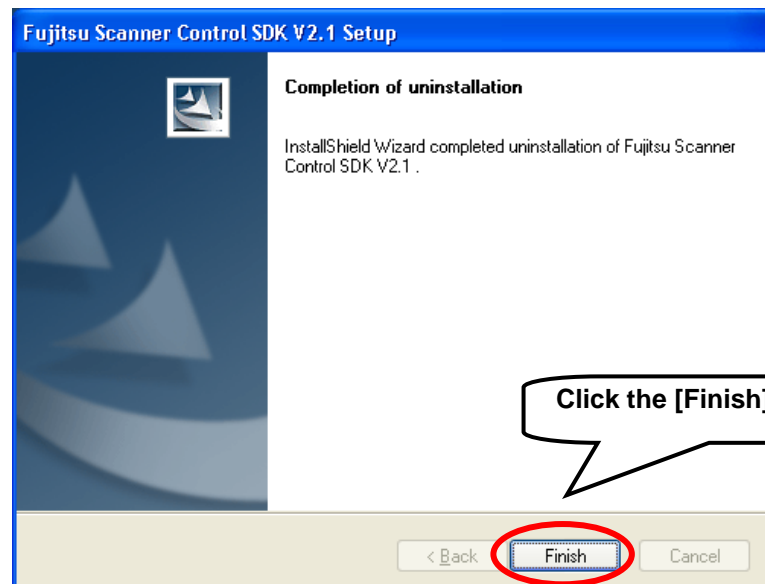 Fujitsu Scanner Control SDK V2.1 Setup
Completion of uninstallation
InstallShield Wizard completed uninstallation of Fujitsu Scanner
Control SDK V2.1 .
Click the [Finish]
< Back
Finish
Cancel